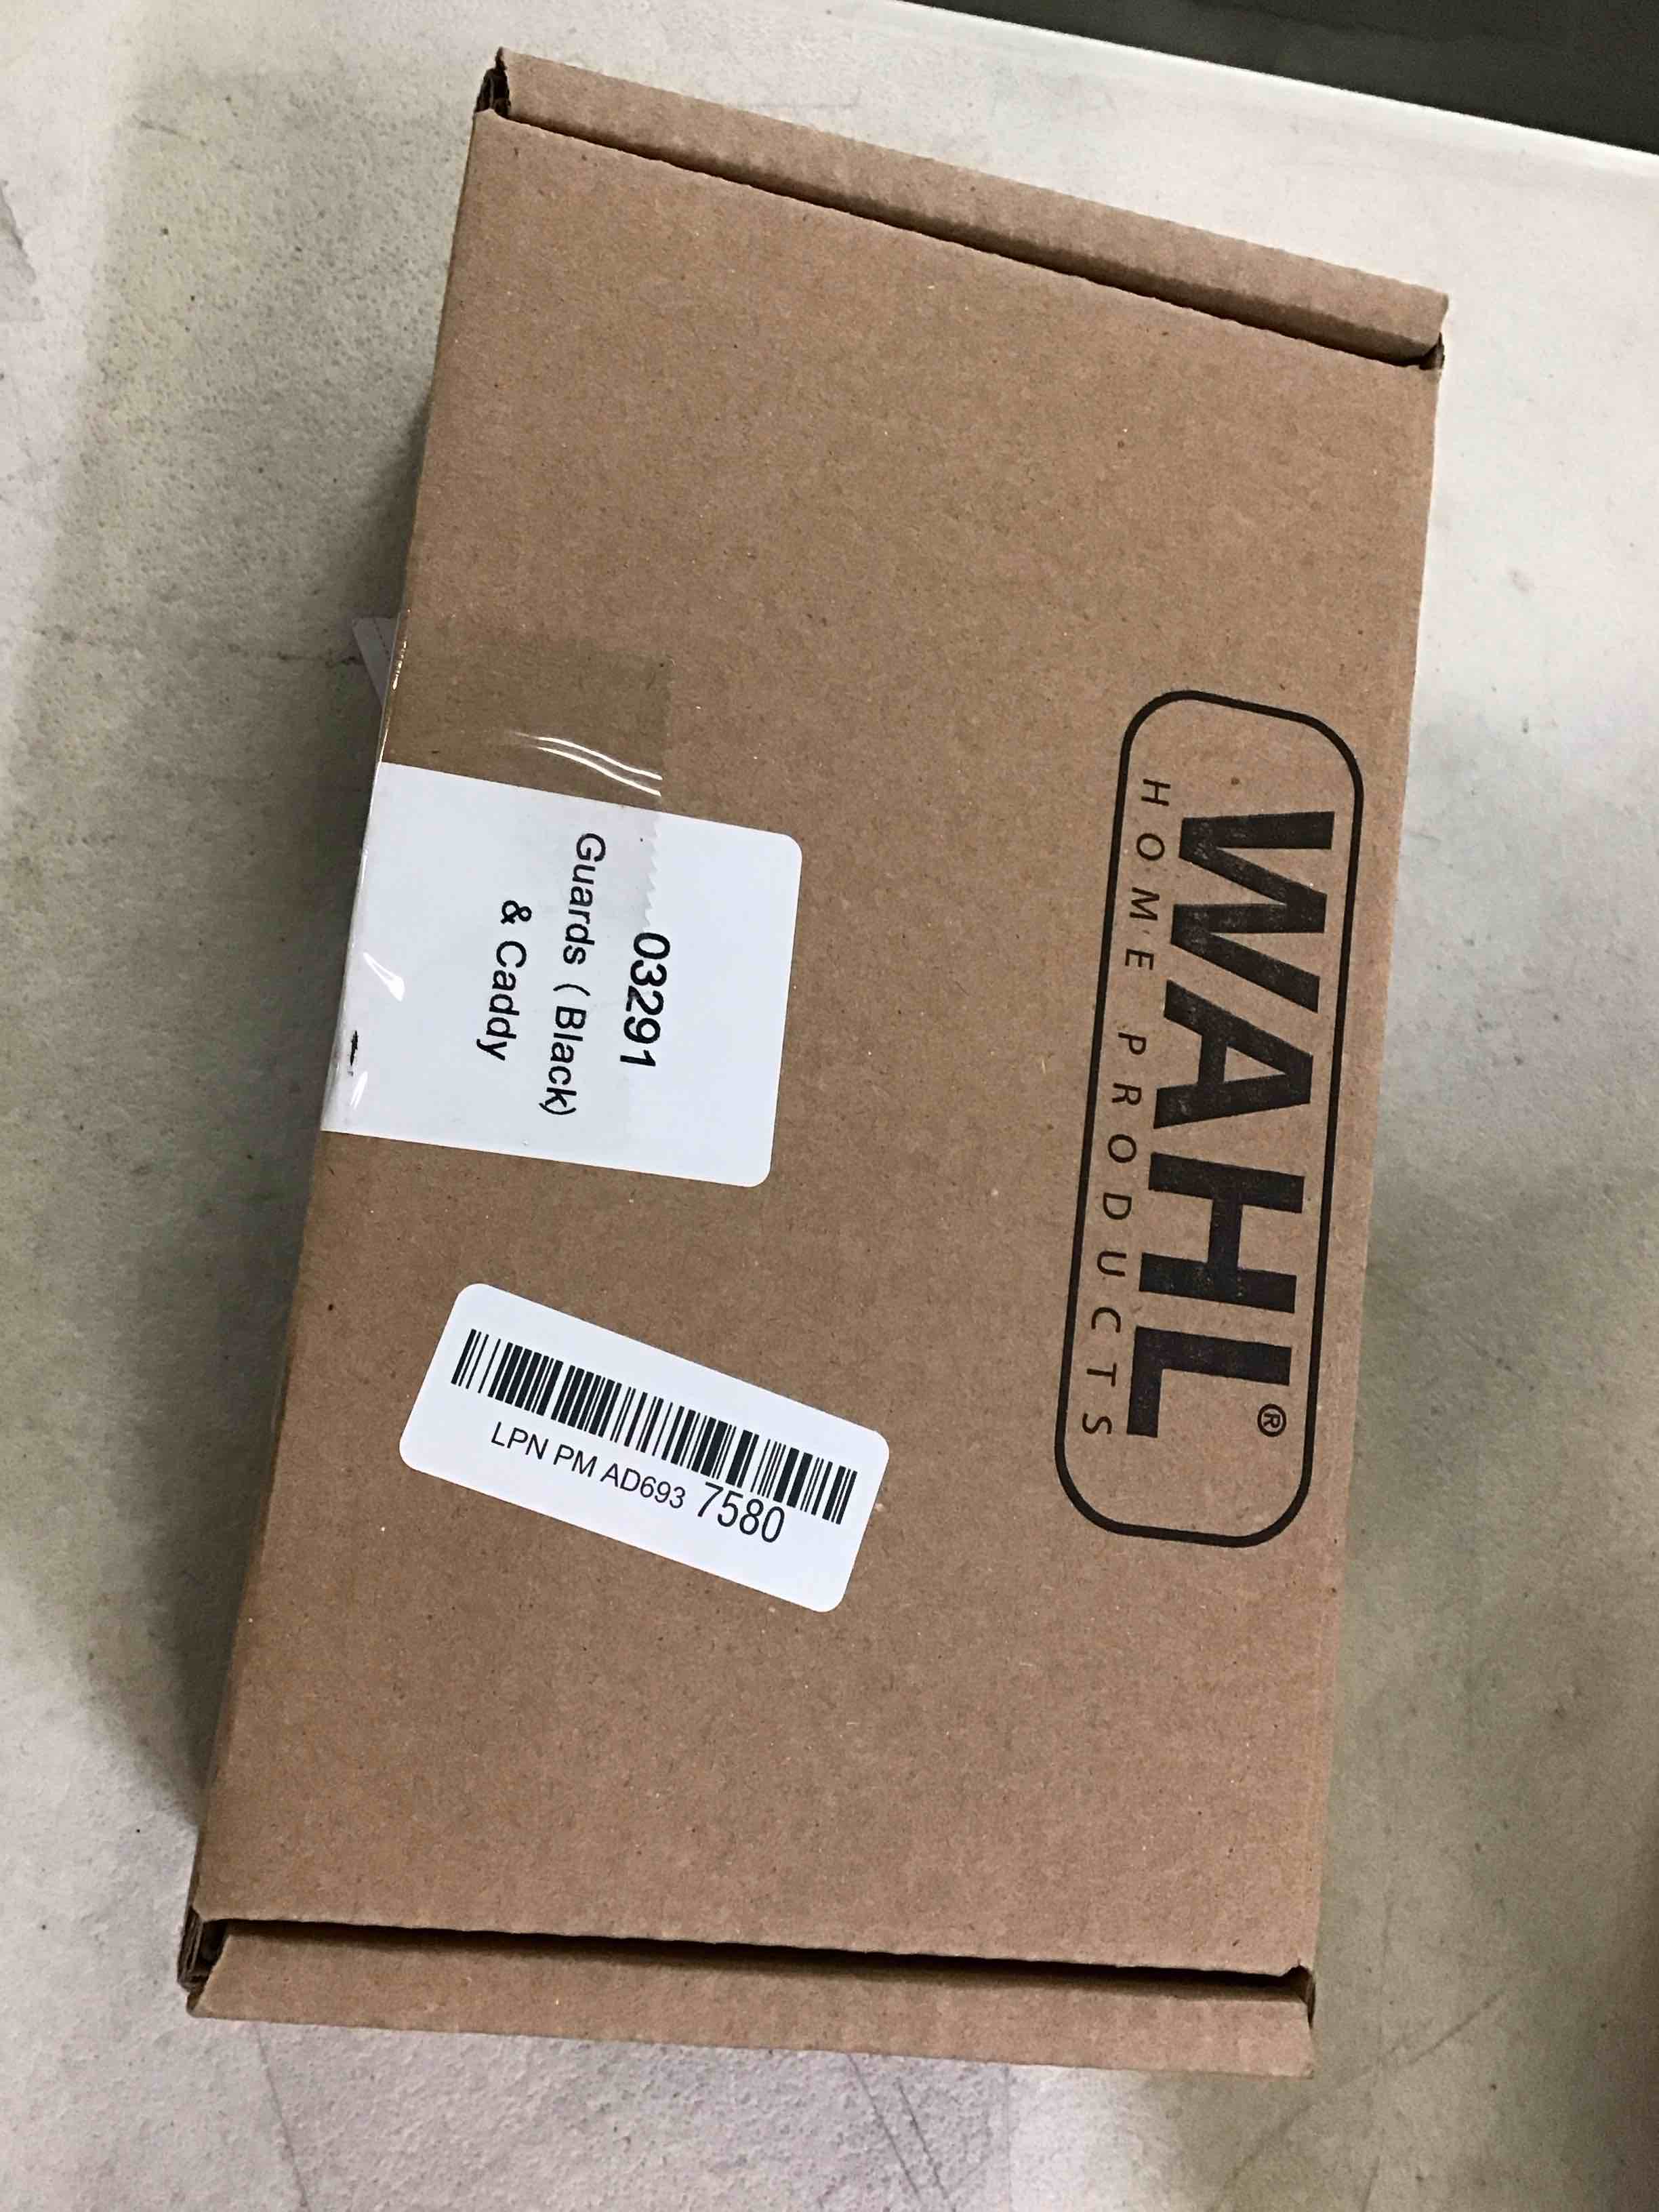 WAHL®
HOME PRODUCTS
03291
Guards ( Black)
& Caddy
LPN PM AD693 7580